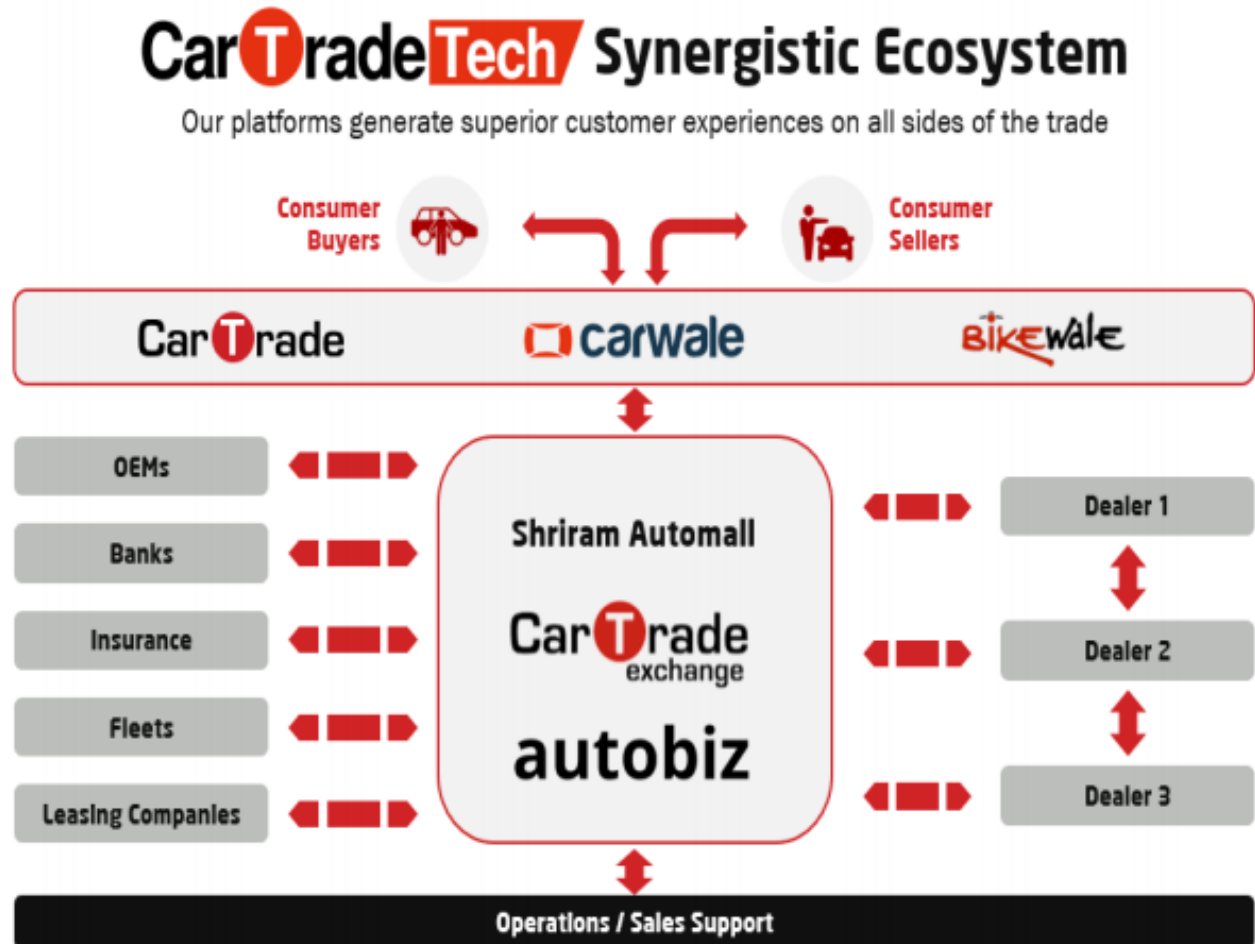 CarTradeTech Synergistic Ecosystem
Our platforms generate superior customer experiences on all sides of the trade
Consumer
Buyers
Consumer
Sellers
CarTrade
carwale
BikeWale
OEMs
Banks
Insurance
Fleets
Leasing Companies
Shriram Automall
CarTrade
exchange
autobiz
Dealer 1
Dealer 2
Dealer 3
Operations / Sales Support